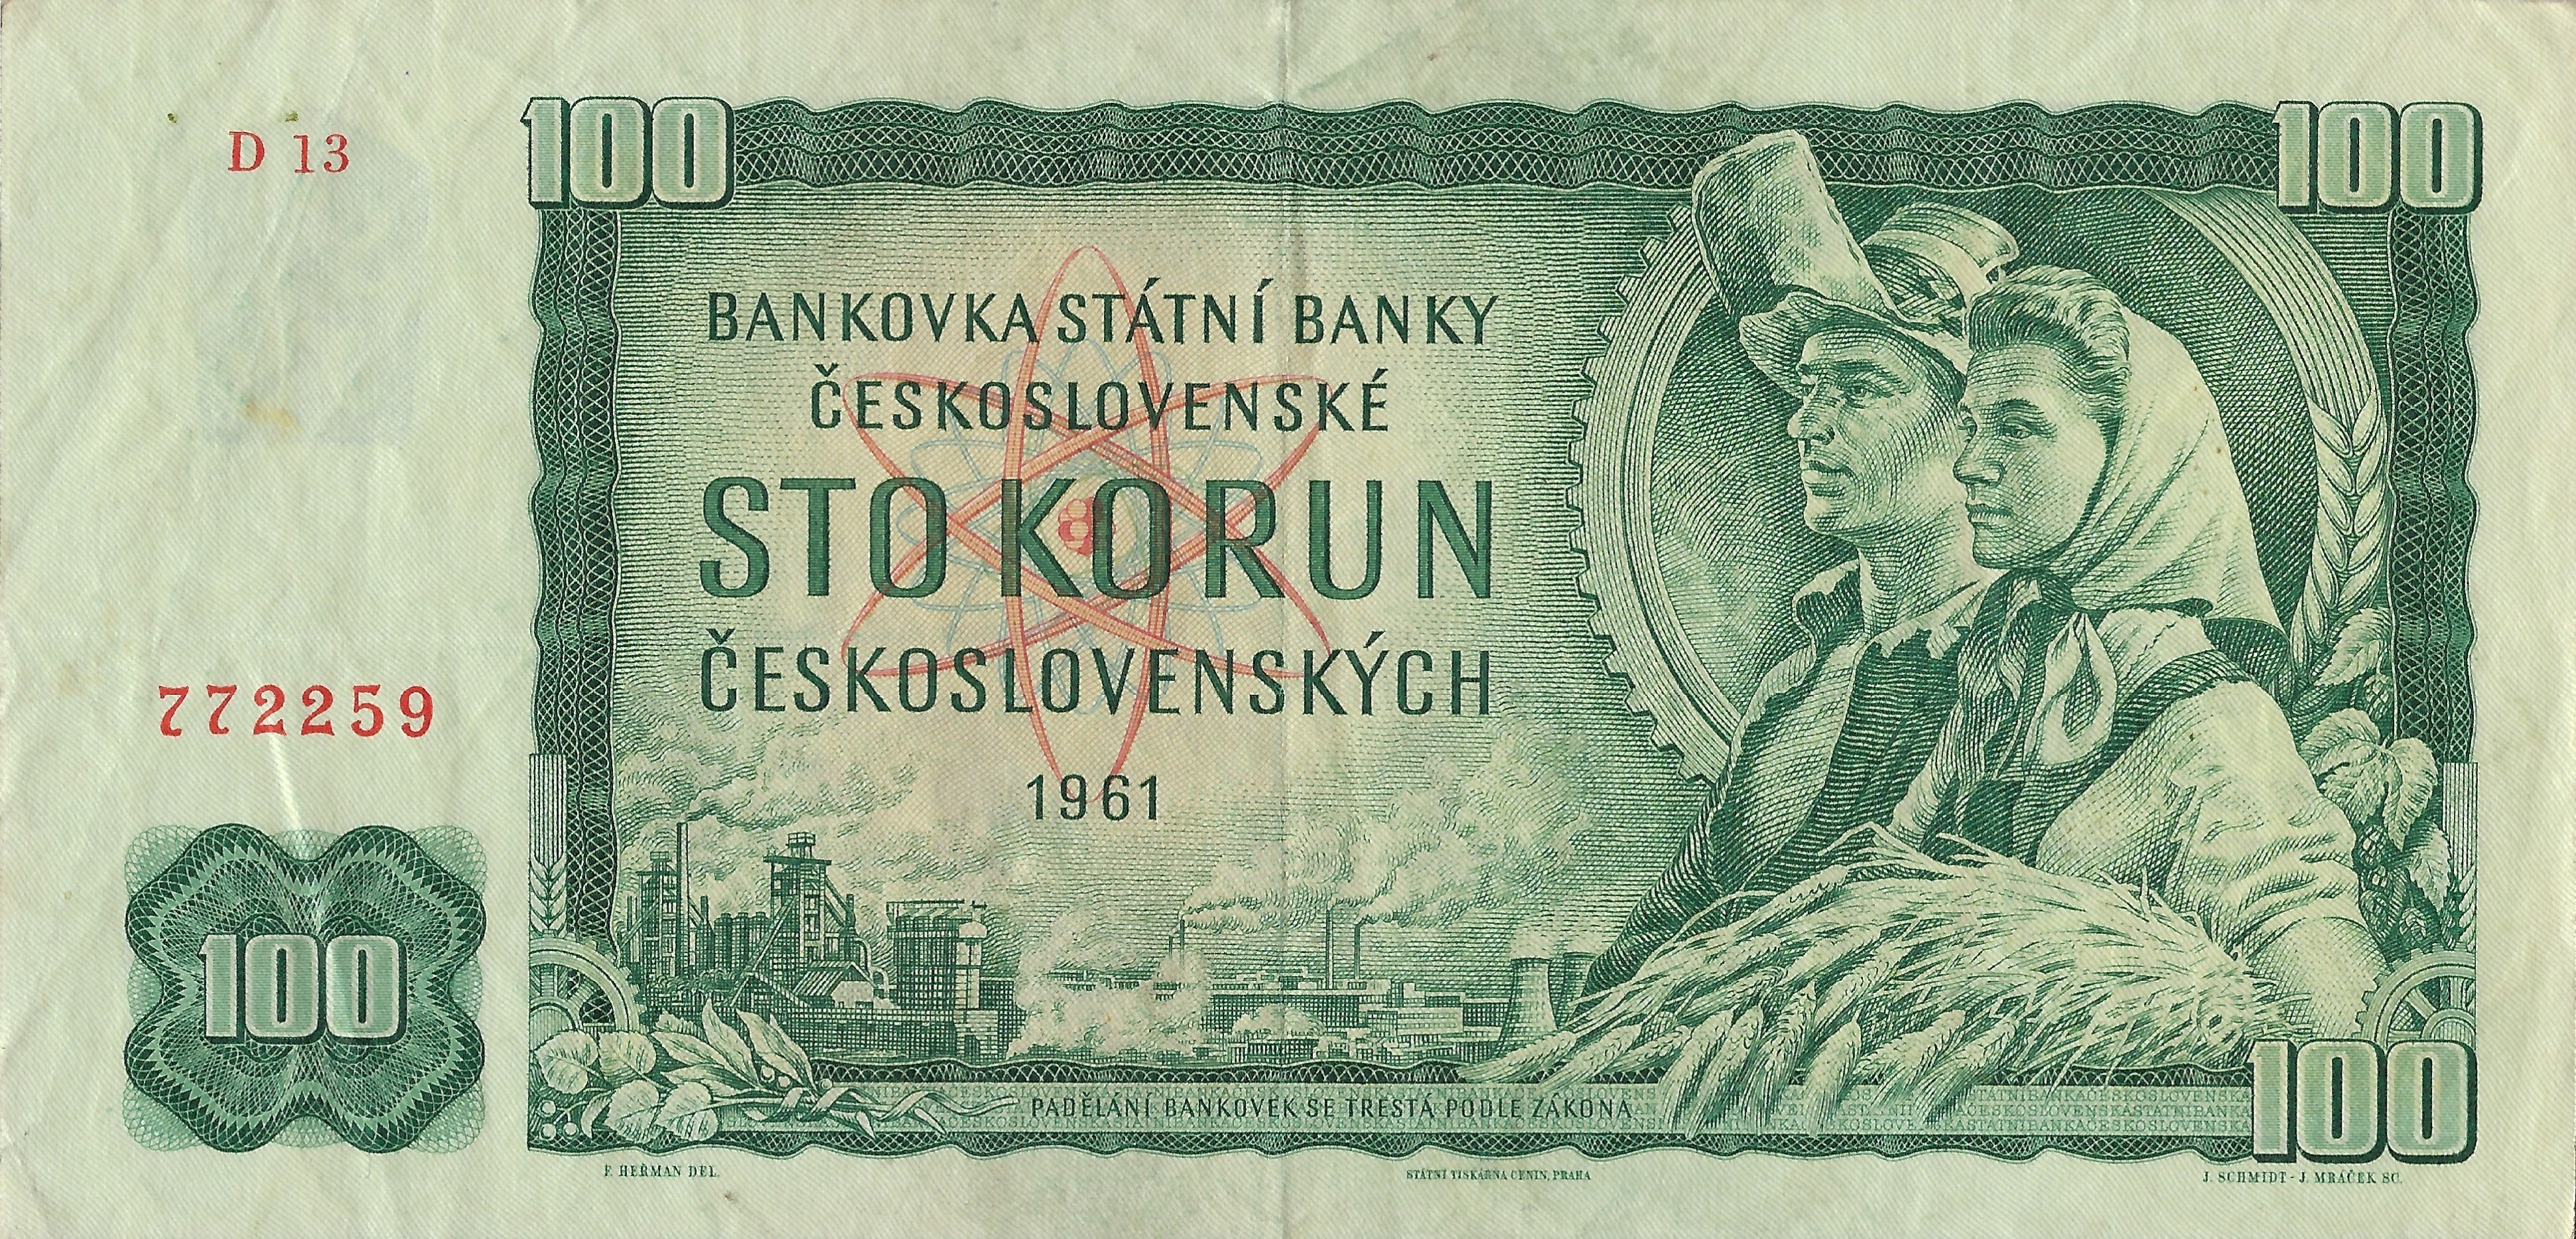 D 13
100
100
BANKOVKA STÁTNÍ BANKY
ČESKOSLOVENSKÉ
STO KORUN
ČESKOSLOVENSKÝCH
1961
772259
100
100
PADĚLÁNÍ BANKOVEK SE TRESTÁ PODLE ZÁKONA
F. HEŘMAN DEL.
STÁTNÍ TISKÁRNA CENIN, PRAHA
J. SCHMIDT - J. MRÁČEK SC.